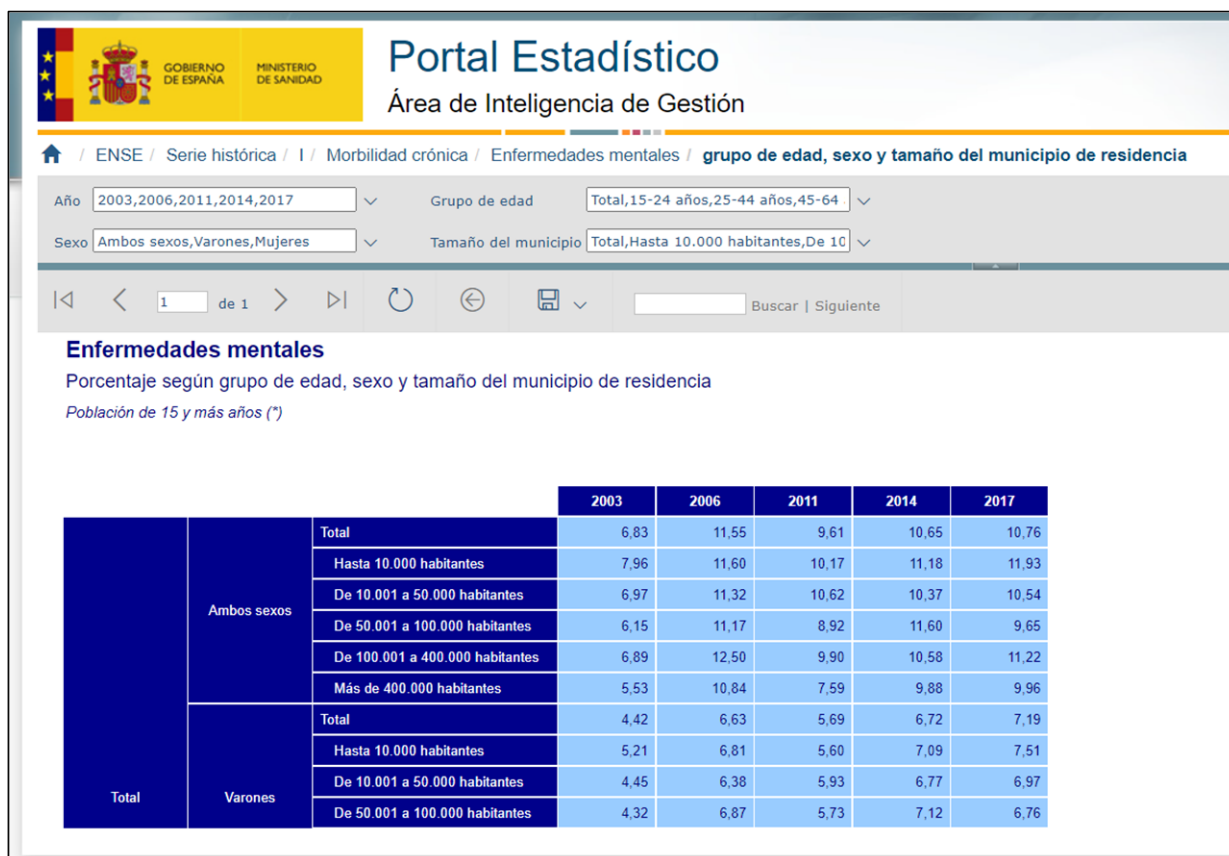 GOBIERNO DE ESPAÑA
MINISTERIO DE SANIDAD
Portal Estadístico
Área de Inteligencia de Gestión
/ ENSE / Serie histórica / I / Morbilidad crónica / Enfermedades mentales / grupo de edad, sexo y tamaño del municipio de residencia
Año 2003,2006,2011,2014,2017 Grupo de edad Total,15-24 años,25-44 años,45-64
Sexo Ambos sexos,Varones,Mujeres Tamaño del municipio Total,Hasta 10.000 habitantes,De 10
1 de 1 Buscar | Siguiente
Enfermedades mentales
Porcentaje según grupo de edad, sexo y tamaño del municipio de residencia
Población de 15 y más años (*)
2003 2006 2011 2014 2017
Total 6,83 11,55 9,61 10,65 10,76
Hasta 10.000 habitantes 7,96 11,60 10,17 11,18 11,93
Ambos sexos De 10.001 a 50.000 habitantes 6,97 11,32 10,62 10,37 10,54
De 50.001 a 100.000 habitantes 6,15 11,17 8,92 11,60 9,65
De 100.001 a 400.000 habitantes 6,89 12,50 9,90 10,58 11,22
Más de 400.000 habitantes 5,53 10,84 7,59 9,88 9,96
Total 4,42 6,63 5,69 6,72 7,19
Hasta 10.000 habitantes 5,21 6,81 5,60 7,09 7,51
Total Varones De 10.001 a 50.000 habitantes 4,45 6,38 5,93 6,77 6,97
De 50.001 a 100.000 habitantes 4,32 6,87 5,73 7,12 6,76